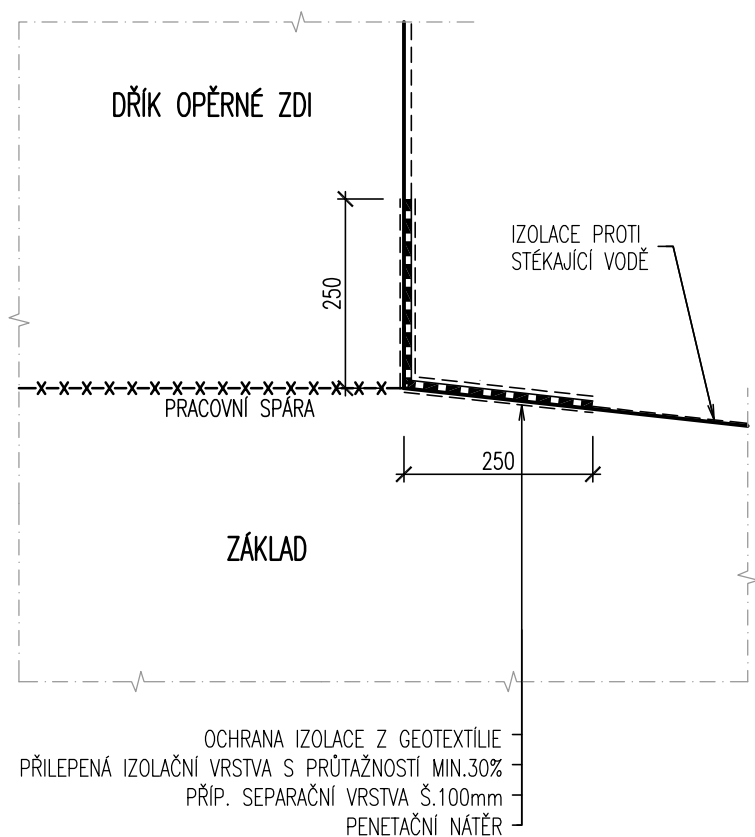 DŘÍK OPĚRNÉ ZDI
IZOLACE PROTI
STÉKAJÍCÍ VODĚ
250
PRACOVNÍ SPÁRA
250
ZÁKLAD
OCHRANA IZOLACE Z GEOTEXTÍLIE
PŘILEPENÁ IZOLAČNÍ VRSTVA S PRŮTAŽNOSTÍ MIN.30%
PŘÍP. SEPARAČNÍ VRSTVA Š.100mm
PENETAČNÍ NÁTĚR